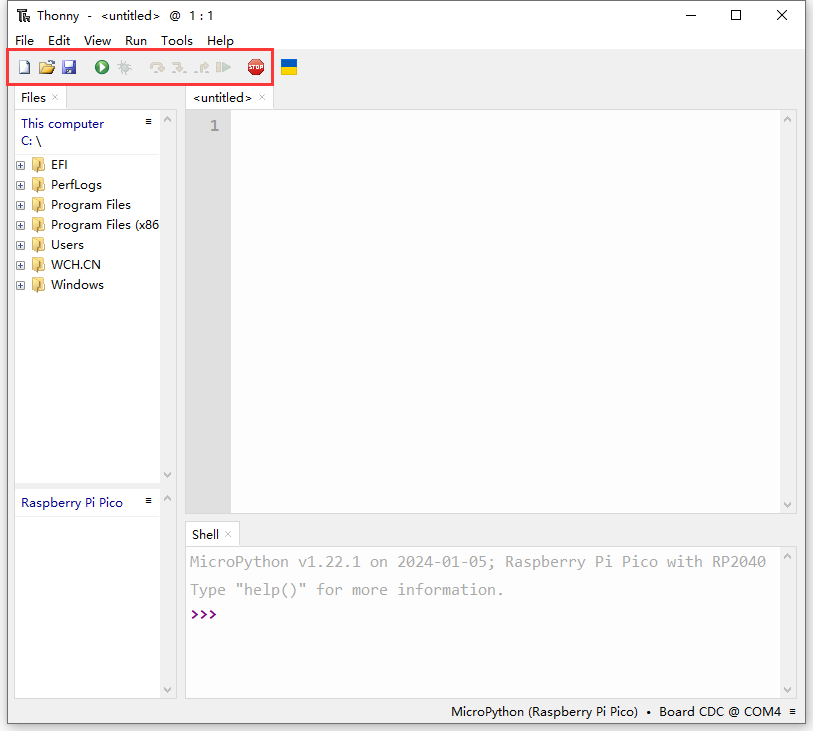 Thonny - <untitled> @ 1 : 1
File Edit View Run Tools Help
STOP
Files
<untitled>
This computer
C: \
EFI
PerfLogs
Program Files
Program Files (x86
Users
WCH.CN
Windows
1
Raspberry Pi Pico
Shell
MicroPython v1.22.1 on 2024-01-05; Raspberry Pi Pico with RP2040
Type "help()" for more information.
>>>
MicroPython (Raspberry Pi Pico) • Board CDC @ COM4 ≡